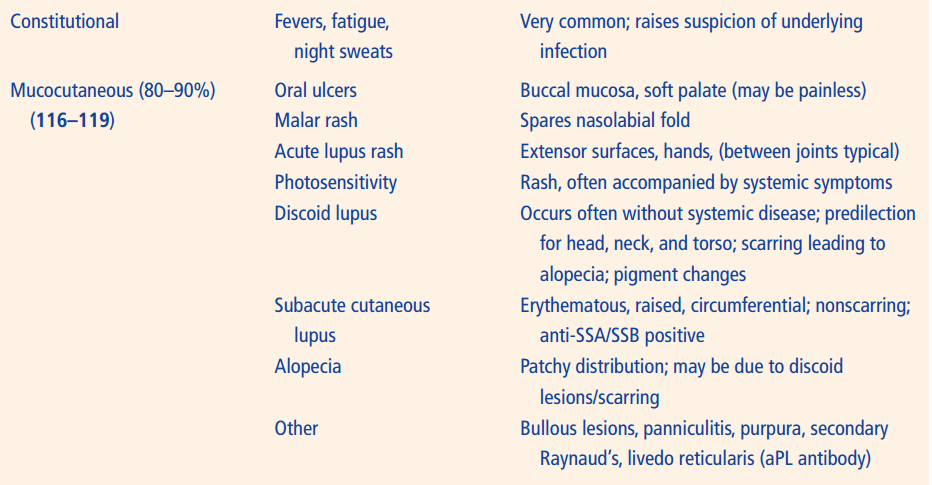 Constitutional Fevers, fatigue, Very common; raises suspicion of underlying
night sweats infection
Mucocutaneous (80–90%) Oral ulcers Buccal mucosa, soft palate (may be painless)
(116–119) Malar rash Spares nasolabial fold
Acute lupus rash Extensor surfaces, hands, (between joints typical)
Photosensitivity Rash, often accompanied by systemic symptoms
Discoid lupus Occurs often without systemic disease; predilection
for head, neck, and torso; scarring leading to
alopecia; pigment changes
Subacute cutaneous Erythematous, raised, circumferential; nonscarring;
lupus anti-SSA/SSB positive
Alopecia Patchy distribution; may be due to discoid
lesions/scarring
Other Bullous lesions, panniculitis, purpura, secondary
Raynaud’s, livedo reticularis (aPL antibody)